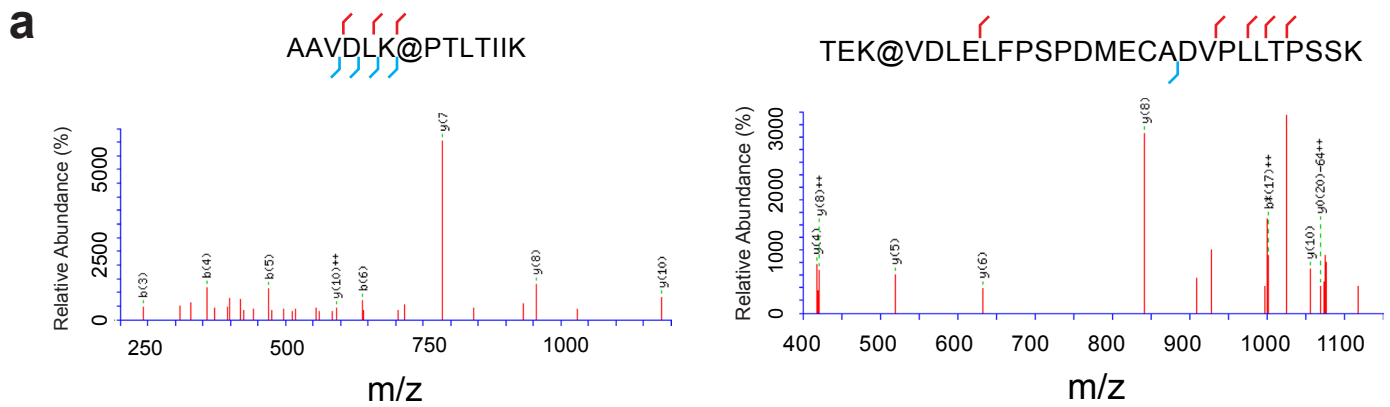 a
AAVDLK@PTLTIIK
Relative Abundance (%)
5000
2500
0
b(3)
b(4)
b(5)
y(10)++
b(6)
y(7
y(8)
y(10)
250
500
750
1000
m/z
TEK@VDLELFPSPDMECADVPLLTPSSK
Relative Abundance (%)
3000
2000
1000
0
y(4)
y(8)++
y(5)
y(6)
y(8)
b*(17)++
y(10)
y0(20)-64++
400
500
600
700
800
900
1000
1100
m/z